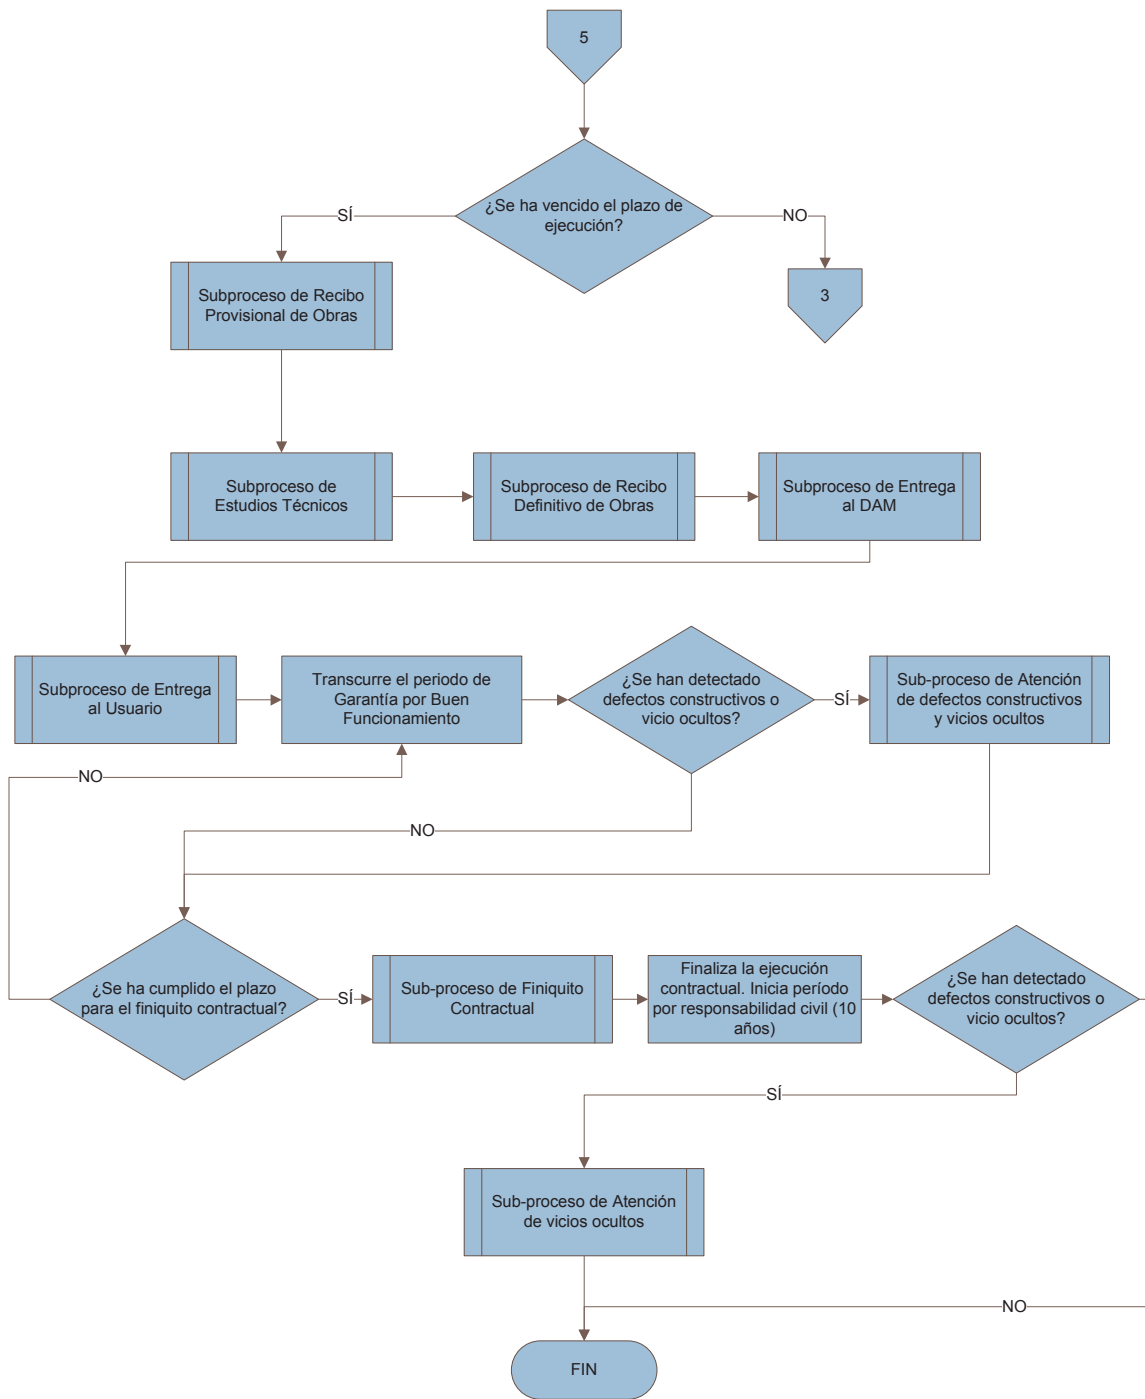 5
¿Se ha vencido el plazo de
ejecución?
SÍ
NO
3
Subproceso de Recibo
Provisional de Obras
Subproceso de
Estudios Técnicos
Subproceso de Recibo
Definitivo de Obras
Subproceso de Entrega
al DAM
Subproceso de Entrega
al Usuario
Transcurre el periodo de
Garantía por Buen
Funcionamiento
¿Se han detectado
defectos constructivos o
vicio ocultos?
SÍ
Sub-proceso de Atención
de defectos constructivos
y vicios ocultos
NO
NO
¿Se ha cumplido el plazo
para el finiquito contractual?
SÍ
Sub-proceso de Finiquito
Contractual
Finaliza la ejecución
contractual. Inicia período
por responsabilidad civil (10
años)
¿Se han detectado
defectos constructivos o
vicio ocultos?
SÍ
Sub-proceso de Atención
de vicios ocultos
NO
FIN